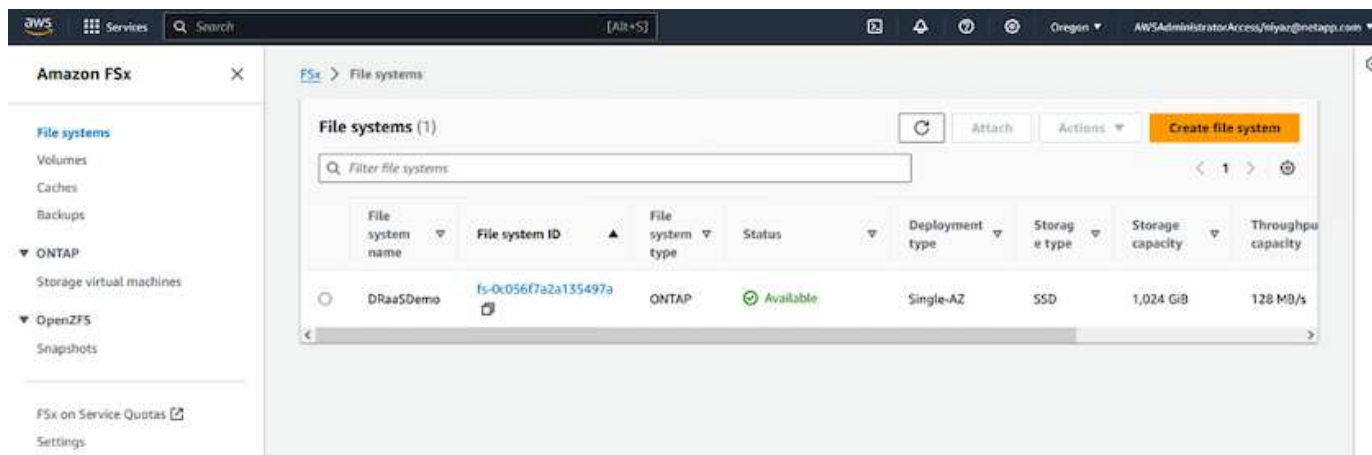 aws
Services
Search
[Alt+S]
Oregon ▼
AWSAdministratorAccess/niyaz@netapp.com
Amazon FSx
FSx > File systems
File systems
Volumes
Caches
Backups
▼ ONTAP
Storage virtual machines
▼ OpenZFS
Snapshots
FSx on Service Quotas
Settings
File systems (1)
Attach
Actions ▼
Create file system
Filter file systems
< 1 >
File
system
name
File system ID
File
system
type
Status
Deployment
type
Storag
e type
Storage
capacity
Throughpu
capacity
DRaaSDemo
fs-0c056f7a2a135497a
ONTAP
Available
Single-AZ
SSD
1,024 GiB
128 MB/s